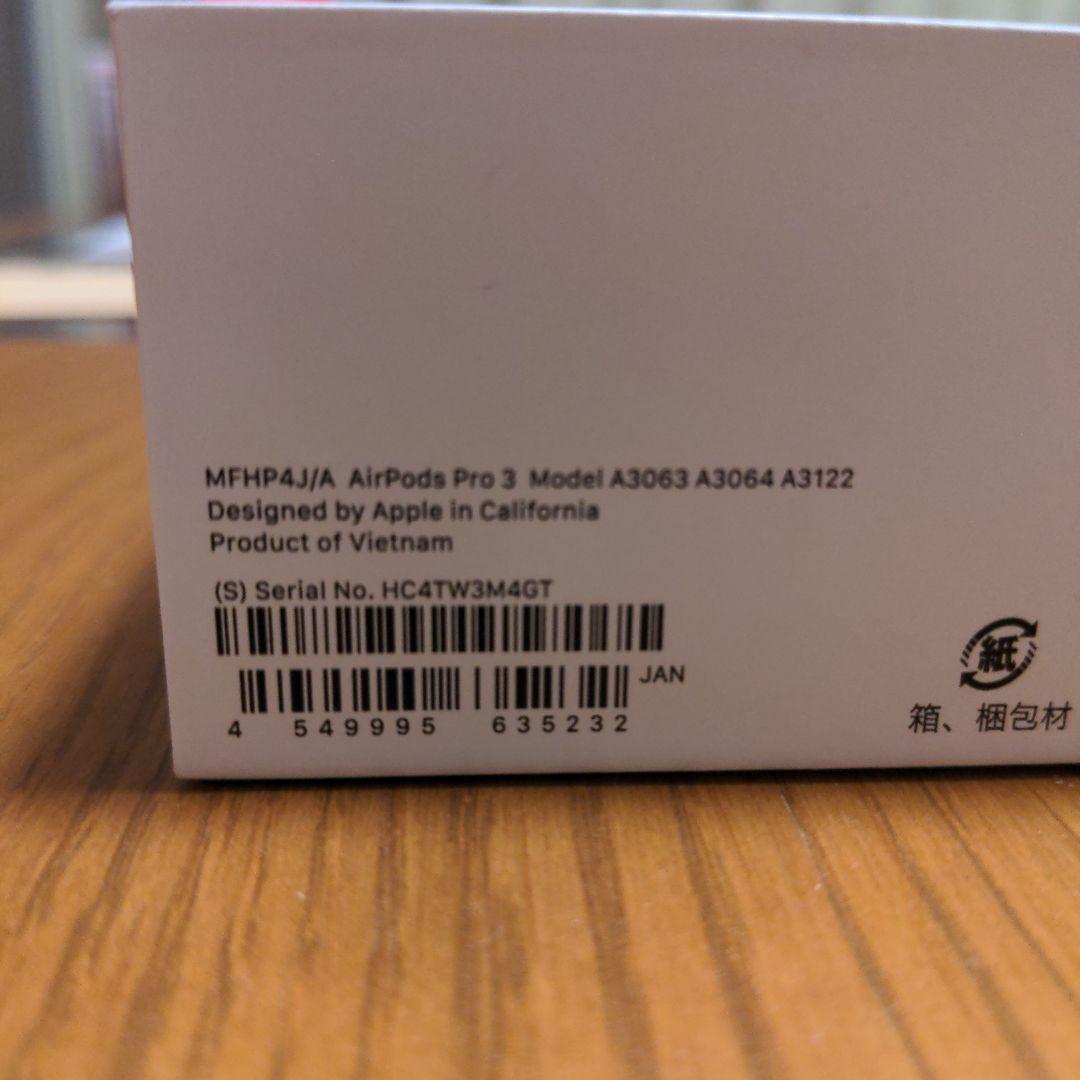 MFHP4J/A AirPods Pro 3 Model A3063 A3064 A3122
Designed by Apple in California
Product of Vietnam
(S) Serial No. HC4TW3M4GT
JAN
4 549995 635232
紙
箱、梱包材